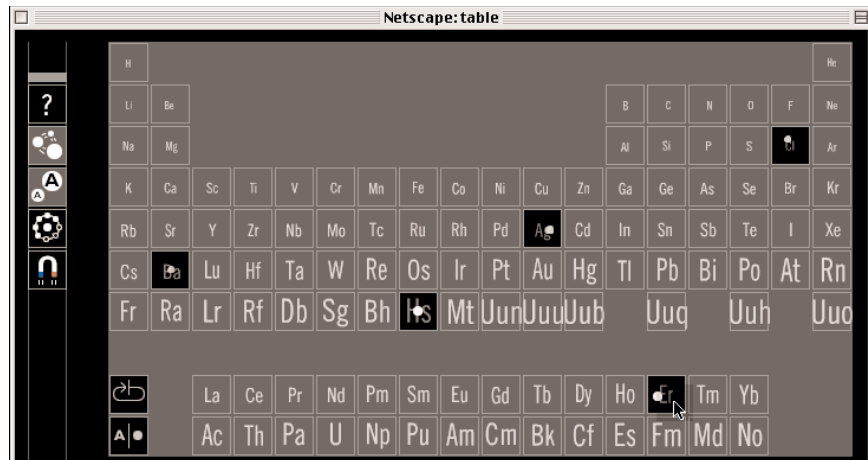 Netscape: table
H He
? Li Be B C N O F Ne
Na Mg Al Si P S Cl Ar
A A K Ca Sc Ti V Cr Mn Fe Co Ni Cu Zn Ga Ge As Se Br Kr
Rb Sr Y Zr Nb Mo Tc Ru Rh Pd Ag Cd In Sn Sb Te I Xe
Cs Ba Lu Hf Ta W Re Os Ir Pt Au Hg Tl Pb Bi Po At Rn
Fr Ra Lr Rf Db Sg Bh Hs Mt Uun Uuu Uub Uuq Uuh Uuo
La Ce Pr Nd Pm Sm Eu Gd Tb Dy Ho Er Tm Yb
A Ac Th Pa U Np Pu Am Cm Bk Cf Es Fm Md No